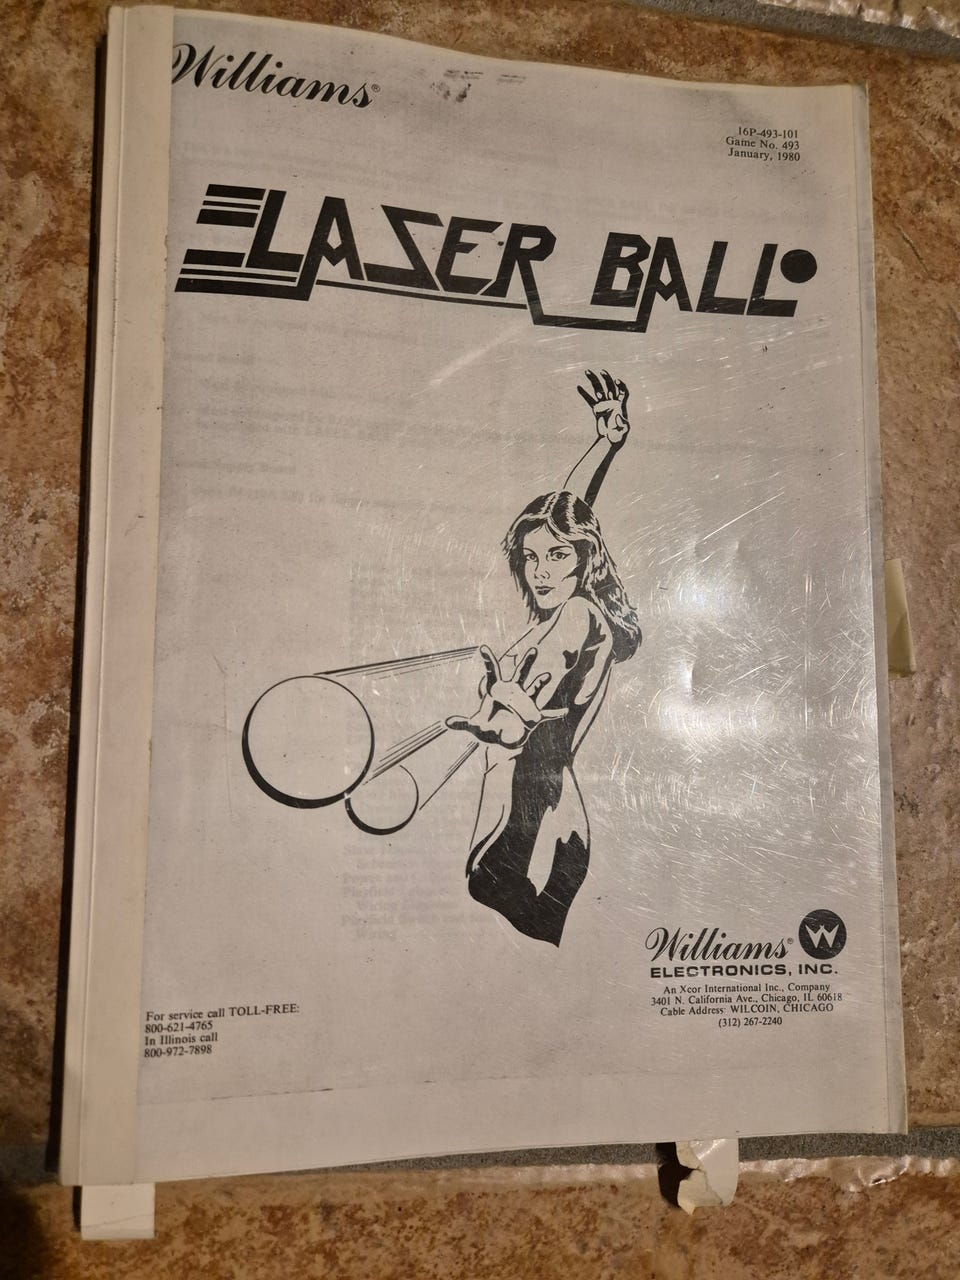 Williams®
16P-493-101
Game No. 493
January, 1980
LASER BALL
Williams®
ELECTRONICS, INC.
An Xcor International Inc., Company
3401 N. California Ave., Chicago, IL 60618
Cable Address: WILCOIN, CHICAGO
(312) 267-2240
For service call TOLL-FREE:
800-621-4765
In Illinois call
800-972-7898